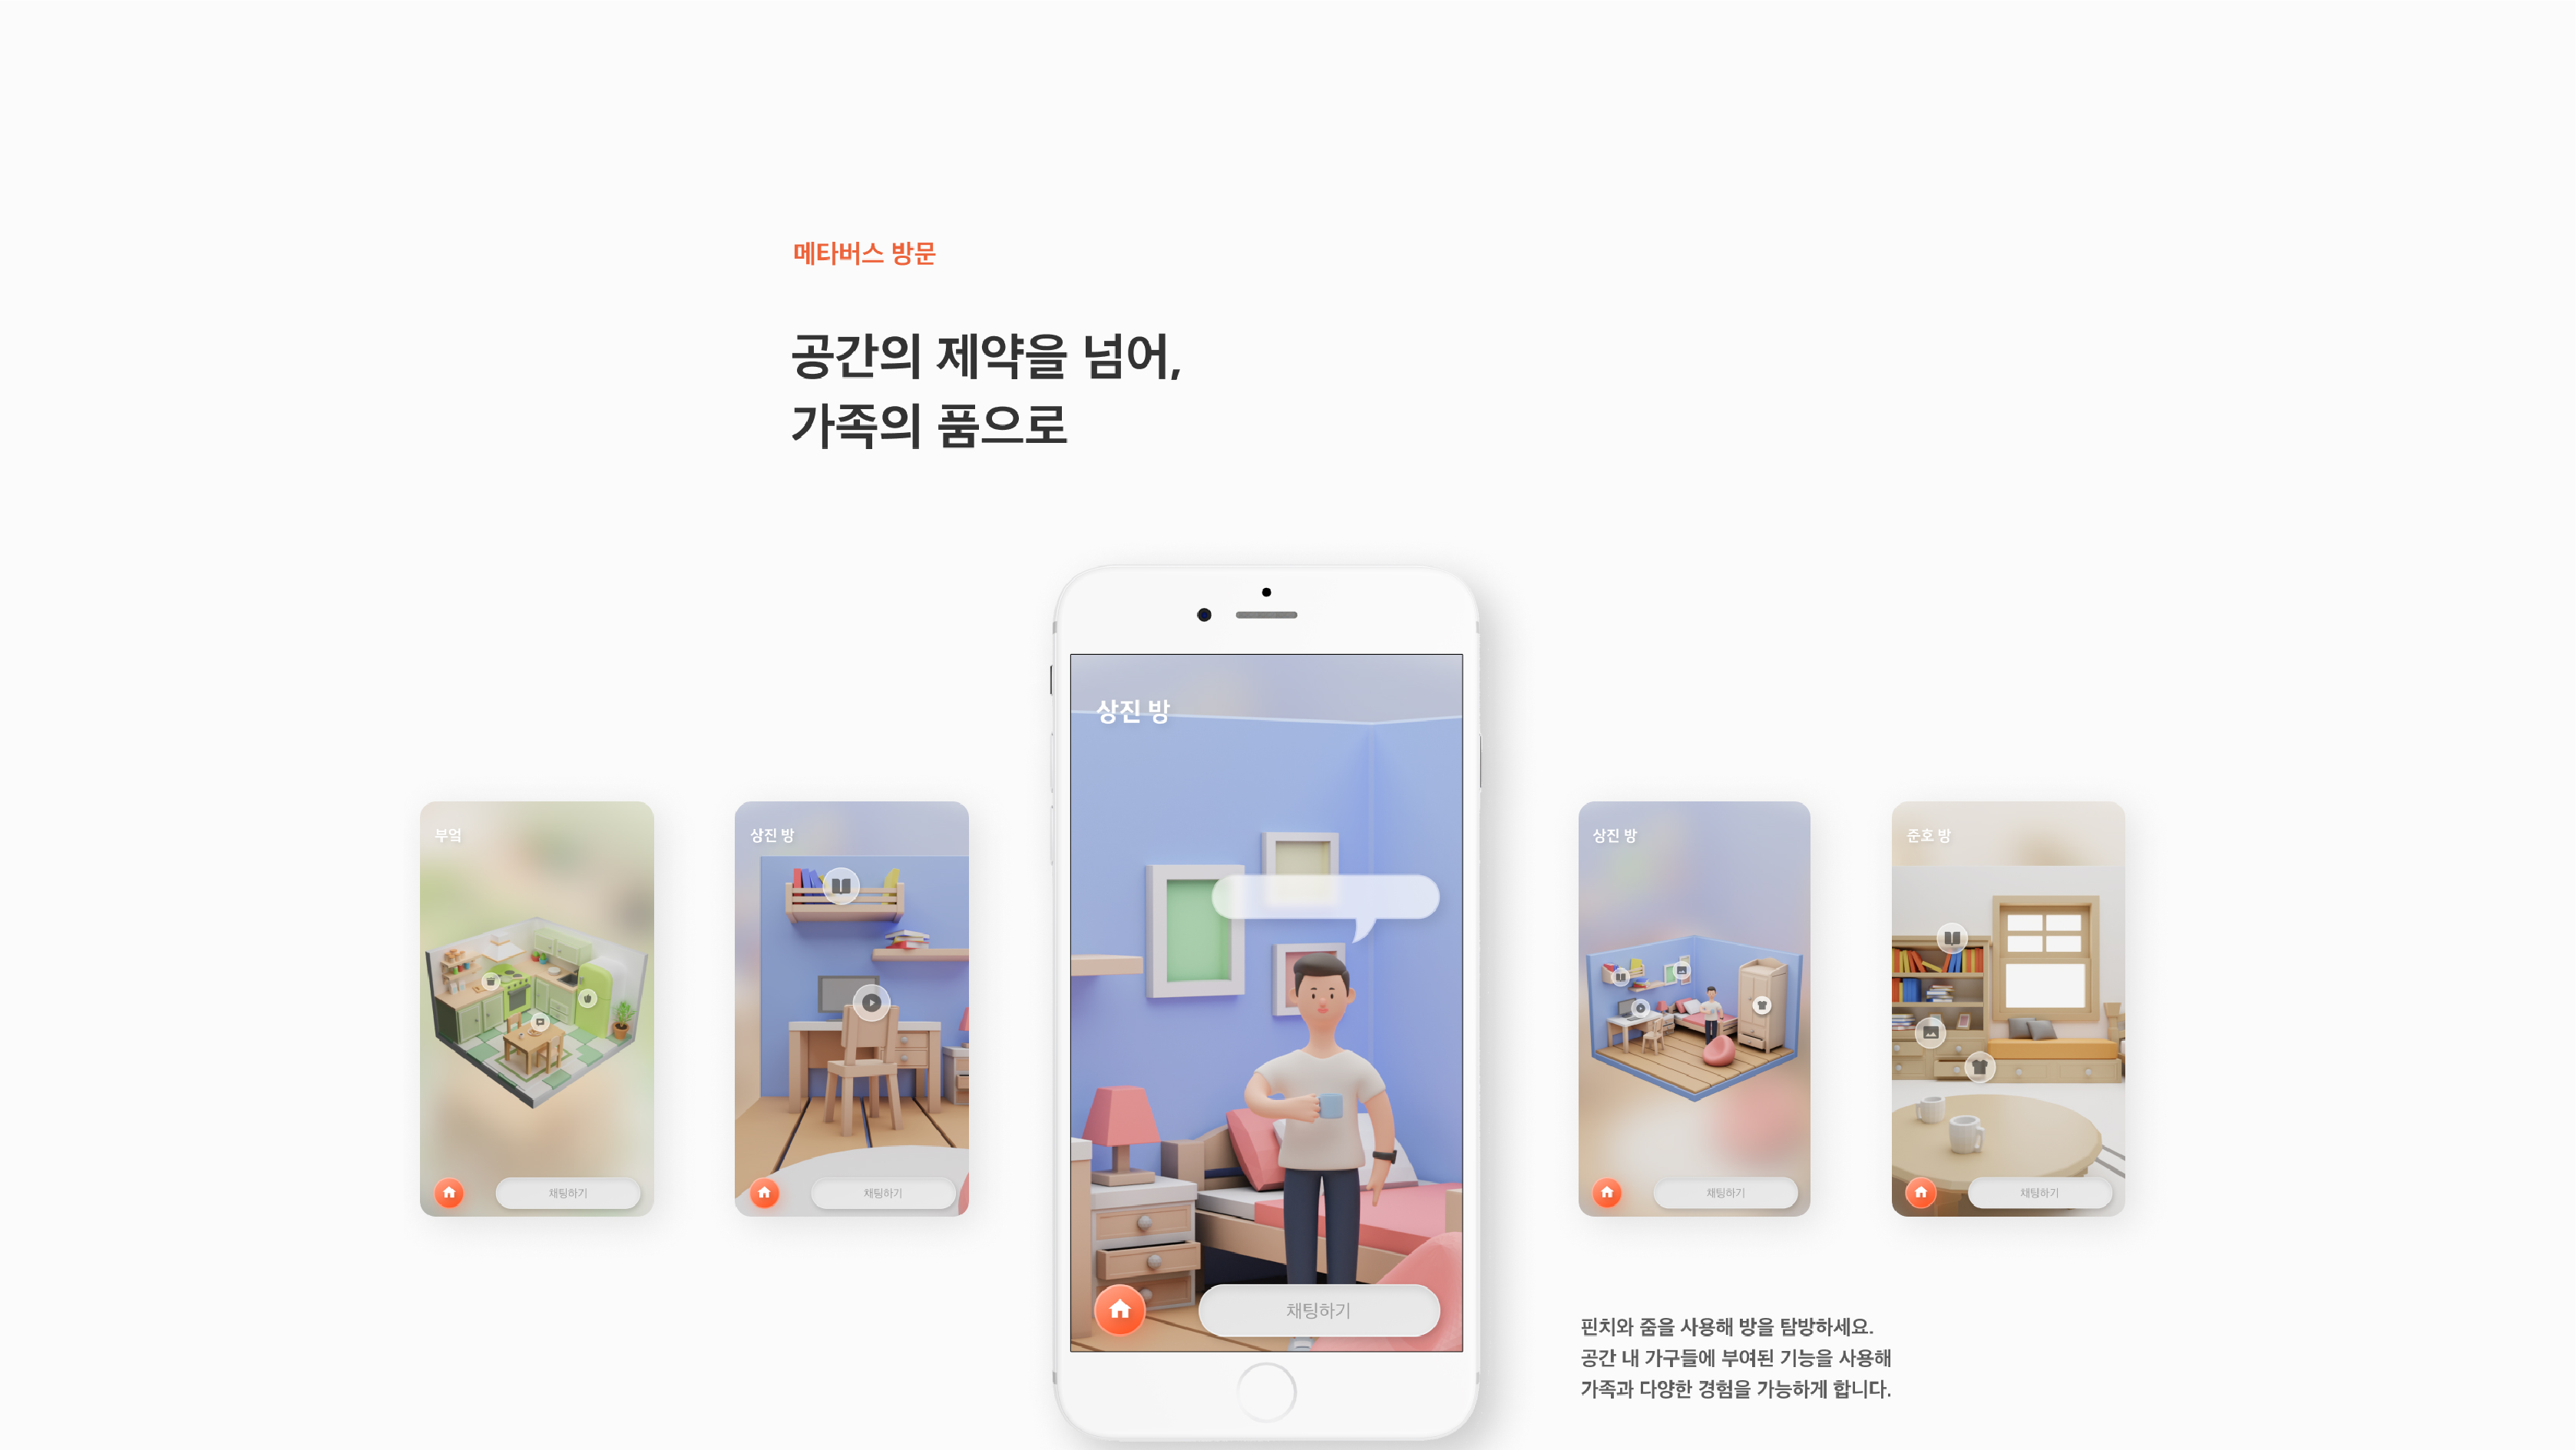 메타버스 방문
공간의 제약을 넘어,
가족의 품으로
상진 방
채팅하기
부엌
채팅하기
상진 방
채팅하기
상진 방
채팅하기
준호 방
채팅하기
핀치와 줌을 사용해 방을 탐방하세요.
공간 내 가구들에 부여된 기능을 사용해
가족과 다양한 경험을 가능하게 합니다.